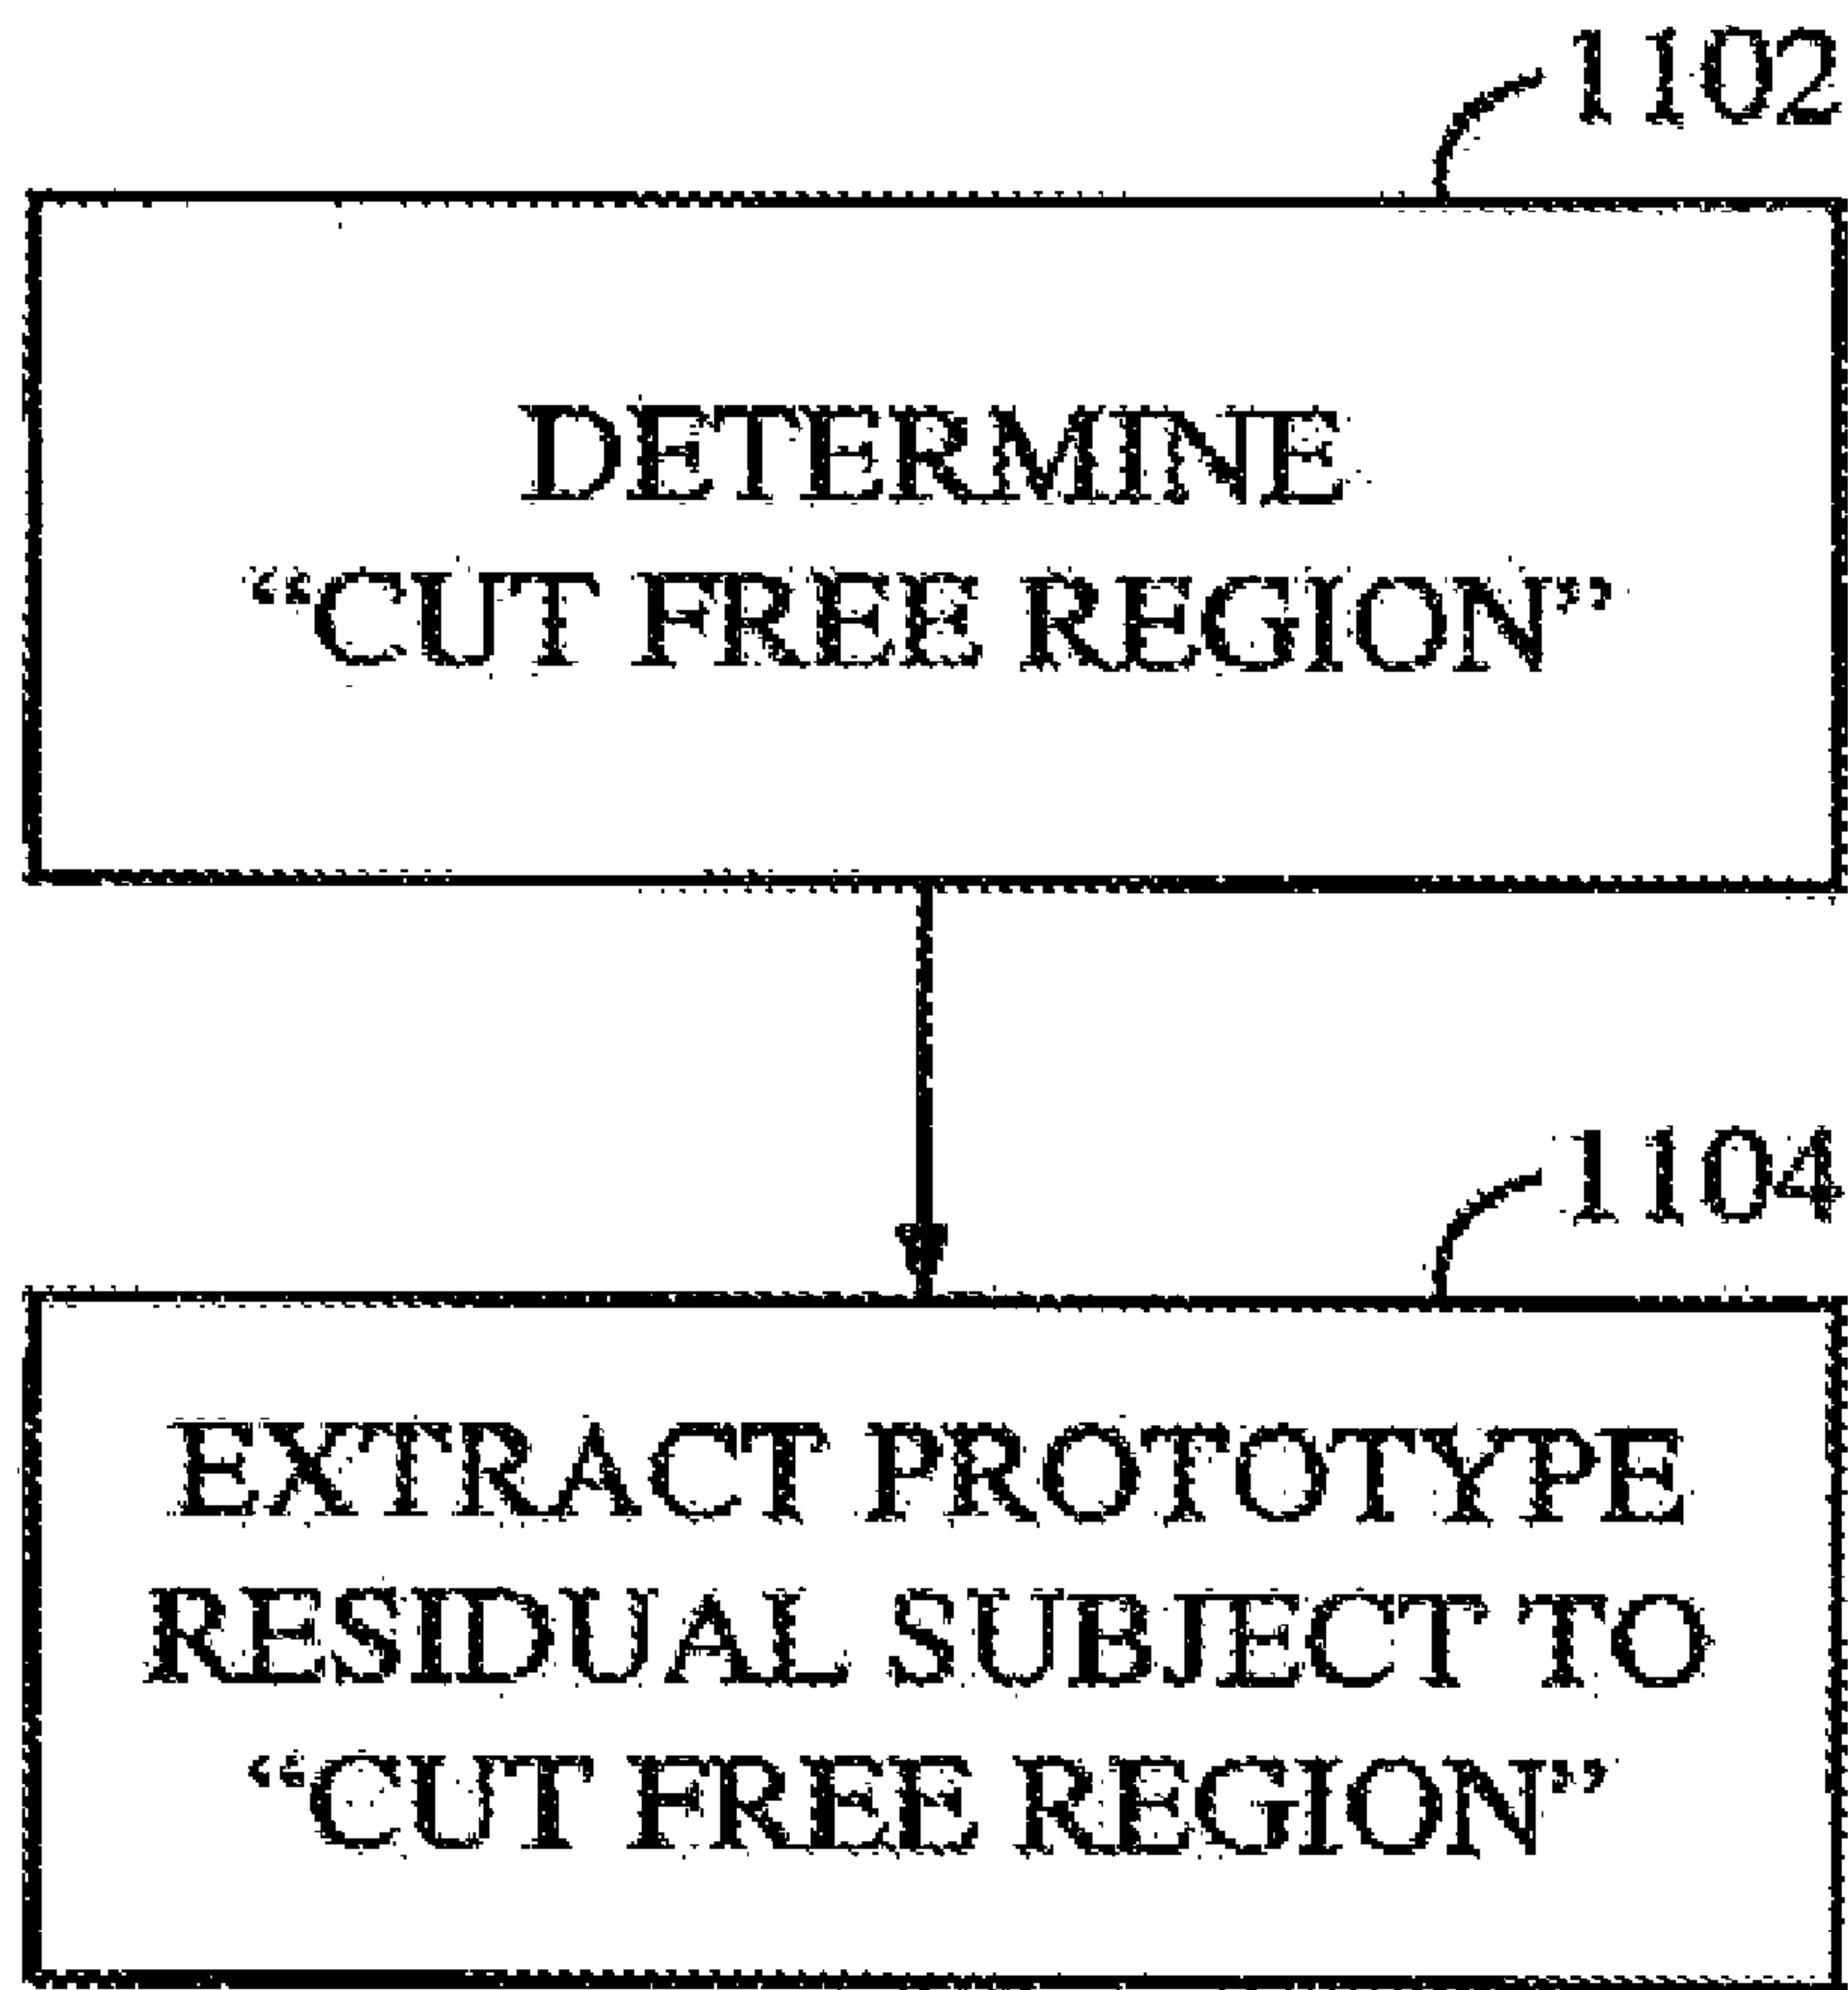 1102
DETERMINE
“CUT FREE REGION”
1104
EXTRACT PROTOTYPE
RESIDUAL SUBJECT TO
“CUT FREE REGION”